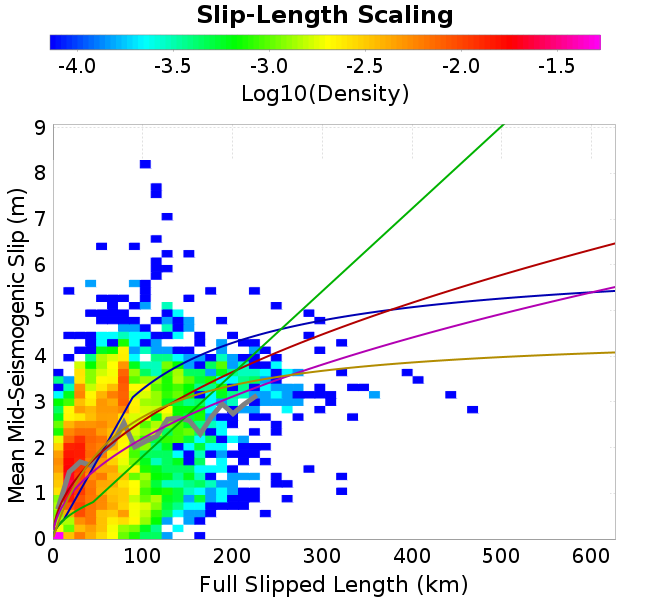 Slip-Length Scaling
-4.0 -3.5 -3.0 -2.5 -2.0 -1.5
Log10(Density)
9
8
7
6
5
4
3
2
1
0
Mean Mid-Seismogenic Slip (m)
0 100 200 300 400 500 600
Full Slipped Length (km)